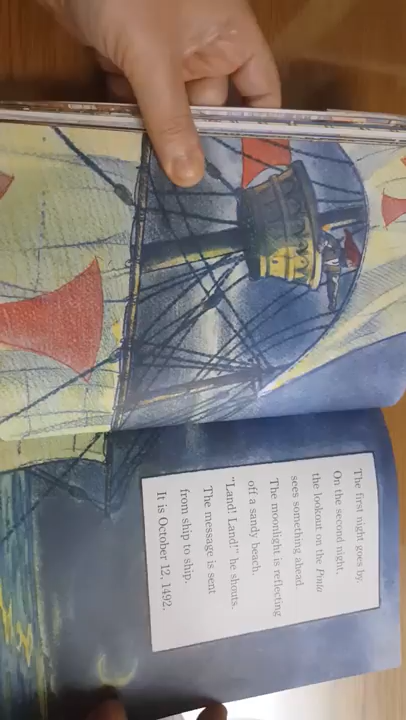 The first night goes by.
On the second night,
the lookout on the Pinta
sees something ahead.
The moonlight is reflecting
off a sandy beach.
"Land! Land!" he shouts.
The message is sent
from ship to ship.
It is October 12, 1492.